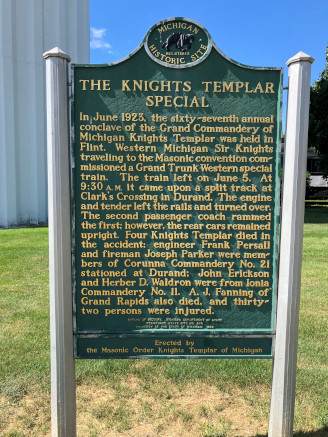 MICHIGAN
REGISTERED
HISTORIC SITE
THE KNIGHTS TEMPLAR
SPECIAL
In June 1923, the sixty-seventh annual
conclave of the Grand Commandery of
Michigan Knights Templar was held in
Flint. Western Michigan Sir Knights
traveling to the Masonic convention com-
missioned a Grand Trunk Western special
train. The train left on June 5. At
9:30 A.M. it came upon a split track at
Clark's Crossing in Durand. The engine
and tender left the rails and turned over.
The second passenger coach rammed
the first; however, the rear cars remained
upright. Four Knights Templar died in
the accident: engineer Frank Persall
and fireman Joseph Parker were mem-
bers of Corunna Commandery No. 21
stationed at Durand; John Erickson
and Herber D. Waldron were from Ionia
Commandery No. 11. A. J. Fanning of
Grand Rapids also died, and thirty-
two persons were injured.
Erected by
the Masonic Order Knights Templar of Michigan